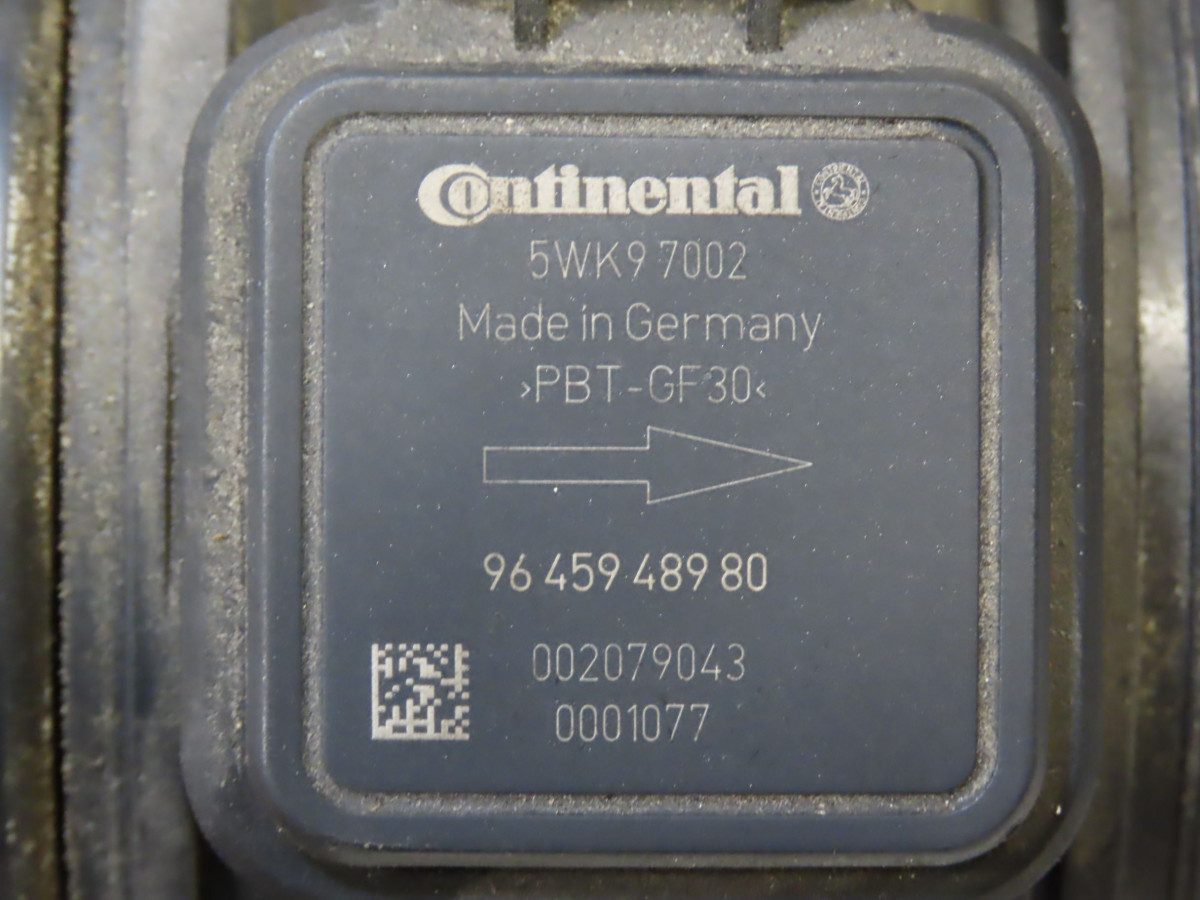 Continental
5WK9 7002
Made in Germany
>PBT-GF30<
96 459 489 80
002079043
0001077